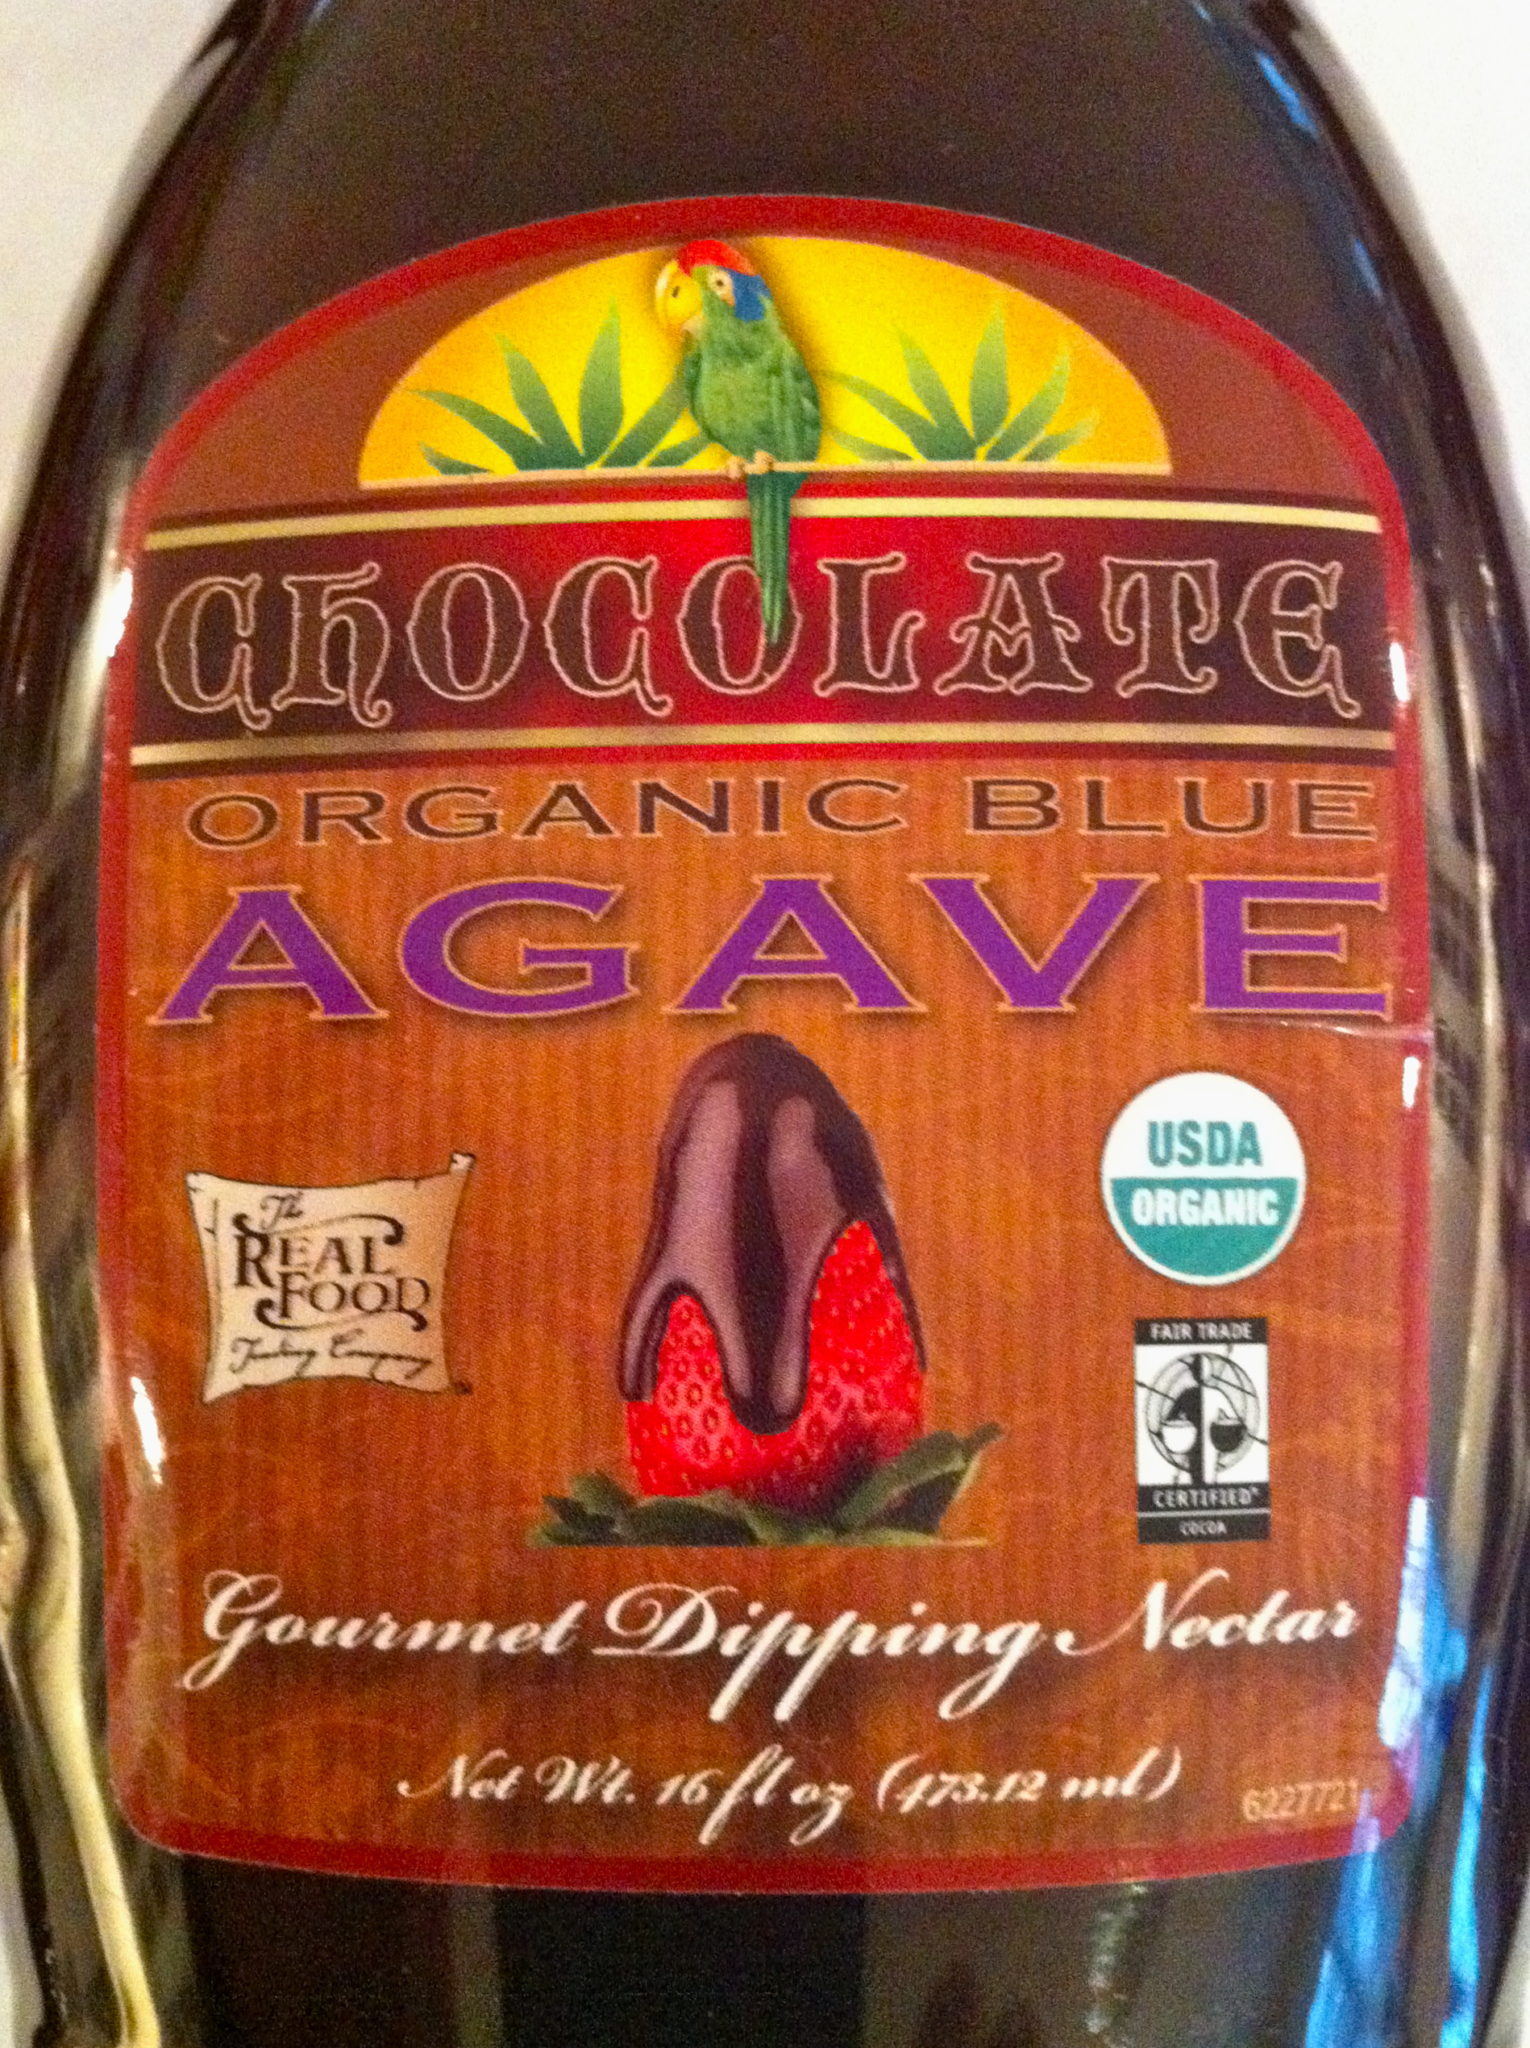 CHOCOLATE
ORGANIC BLUE
AGAVE
The
REAL
FOOD
Trading Company
USDA
ORGANIC
FAIR TRADE
CERTIFIED
COCOA
Gourmet Dipping Nectar
Net Wt. 16 fl oz (473.12 ml)
6227721